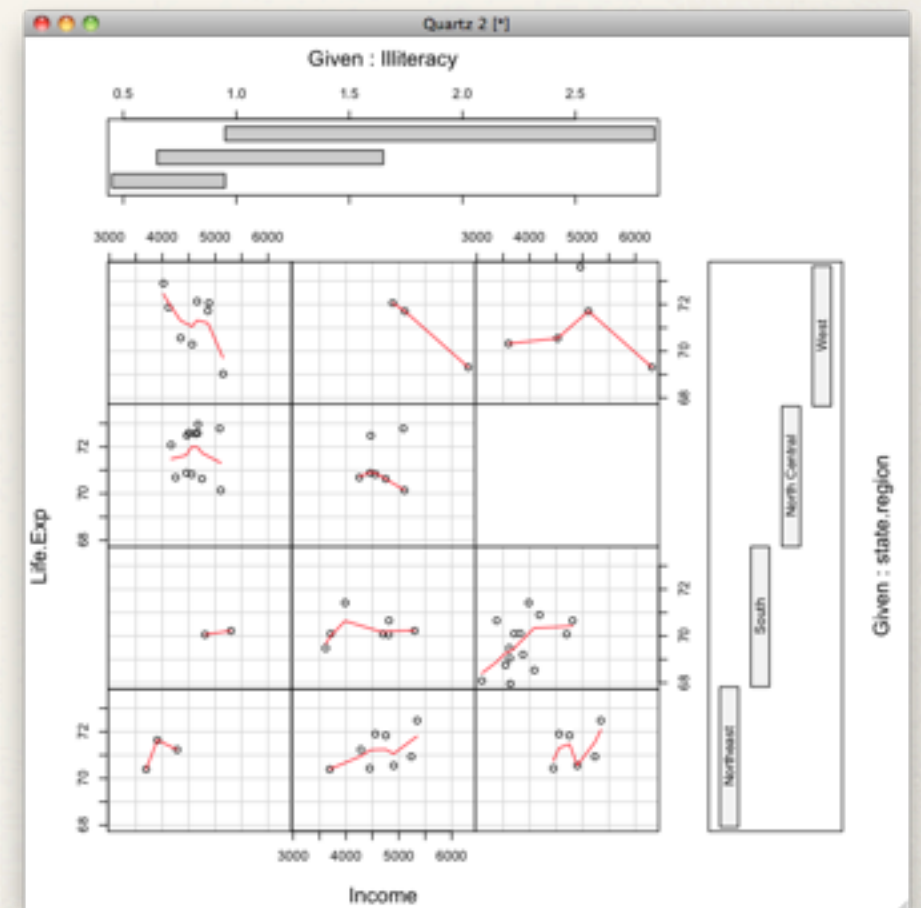 Quartz 2 [*]
Given : Illiteracy
0.5 1.0 1.5 2.0 2.5
3000 4000 5000 6000 3000 4000 5000 6000
72
70
68
72
70
68
72
70
68
72
70
68
Life.Exp
West
North Central
South
Northeast
Given : state.region
3000 4000 5000 6000
Income